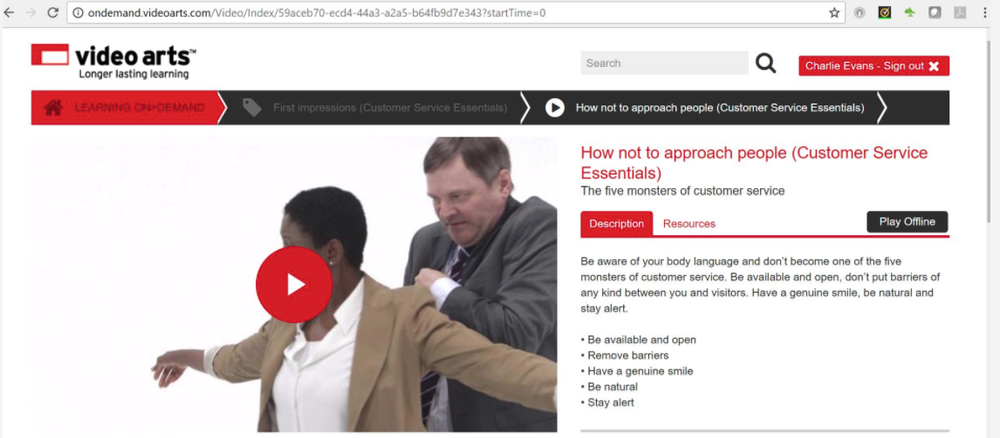 ondemand.videoarts.com/Video/Index/59aceb70-ecd4-44a3-a2a5-b64fb9d7e343?startTime=0
video arts™
Longer lasting learning
Search
Charlie Evans - Sign out
LEARNING ON-DEMAND
First impressions (Customer Service Essentials)
How not to approach people (Customer Service Essentials)
How not to approach people (Customer Service
Essentials)
The five monsters of customer service
Description
Resources
Play Offline
Be aware of your body language and don't become one of the five
monsters of customer service. Be available and open, don't put barriers of
any kind between you and visitors. Have a genuine smile, be natural and
stay alert.
• Be available and open
• Remove barriers
• Have a genuine smile
• Be natural
• Stay alert